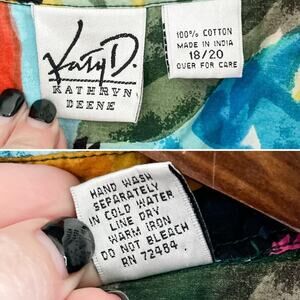 Katy D.
KATHRYN
DEENE
100% COTTON
MADE IN INDIA
18/20
OVER FOR CARE
HAND WASH
SEPARATELY
IN COLD WATER
LINE DRY
WARM IRON
DO NOT BLEACH
RN 72484